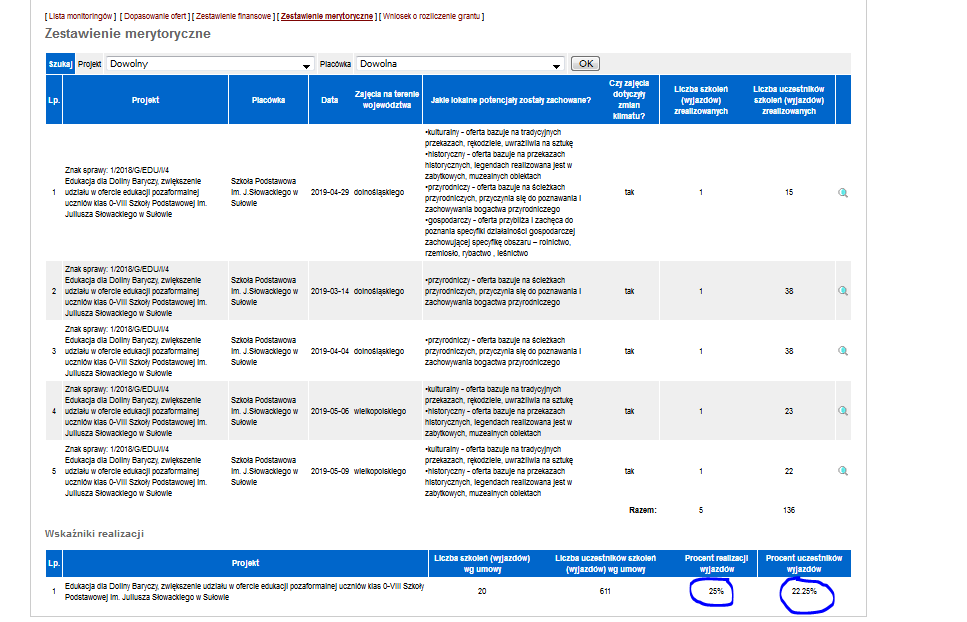 [ Lista monitoringów ] [ Dopasowanie ofert ] [ Zestawienie finansowe ] [ Zestawienie merytoryczne ] [ Wniosek o rozliczenie grantu ]
Zestawienie merytoryczne
Szukaj Projekt Dowolny Placówka Dowolna OK
Lp. Projekt Placówka Data Zajęcia na terenie województwa Jakie lokalne potencjały zostały zachowane? Czy zajęcia dotyczyły zmian klimatu? Liczba szkoleń (wyjazdów) zrealizowanych Liczba uczestników szkoleń (wyjazdów) zrealizowanych
1
Znak sprawy: 1/2018/G/EDU/I/4
Edukacja dla Doliny Baryczy, zwiększenie
udziału w ofercie edukacji pozaformalnej
uczniów klas 0-VIII Szkoły Podstawowej im.
Juliusza Słowackiego w Sułowie
Szkoła Podstawowa
im. J.Słowackiego w
Sułowie
2019-04-29 dolnośląskiego
•kulturalny - oferta bazuje na tradycyjnych
przekazach, rękodziele, uwrażliwia na sztukę
•historyczny - oferta bazuje na przekazach
historycznych, legendach realizowana jest w
zabytkowych, muzealnych obiektach
•przyrodniczy - oferta bazuje na ścieżkach
przyrodniczych, przyczynia się do poznawania i
zachowywania bogactwa przyrodniczego
•gospodarczy - oferta przybliża i zachęca do
poznania specyfiki działalności gospodarczej
zachowującej specyfikę obszaru – rolnictwo,
rzemiosło, rybactwo , leśnictwo
tak 1 15
2
Znak sprawy: 1/2018/G/EDU/I/4
Edukacja dla Doliny Baryczy, zwiększenie
udziału w ofercie edukacji pozaformalnej
uczniów klas 0-VIII Szkoły Podstawowej im.
Juliusza Słowackiego w Sułowie
Szkoła Podstawowa
im. J.Słowackiego w
Sułowie
2019-03-14 dolnośląskiego
•przyrodniczy - oferta bazuje na ścieżkach
przyrodniczych, przyczynia się do poznawania i
zachowywania bogactwa przyrodniczego
tak 1 38
3
Znak sprawy: 1/2018/G/EDU/I/4
Edukacja dla Doliny Baryczy, zwiększenie
udziału w ofercie edukacji pozaformalnej
uczniów klas 0-VIII Szkoły Podstawowej im.
Juliusza Słowackiego w Sułowie
Szkoła Podstawowa
im. J.Słowackiego w
Sułowie
2019-04-04 dolnośląskiego
•przyrodniczy - oferta bazuje na ścieżkach
przyrodniczych, przyczynia się do poznawania i
zachowywania bogactwa przyrodniczego
tak 1 38
4
Znak sprawy: 1/2018/G/EDU/I/4
Edukacja dla Doliny Baryczy, zwiększenie
udziału w ofercie edukacji pozaformalnej
uczniów klas 0-VIII Szkoły Podstawowej im.
Juliusza Słowackiego w Sułowie
Szkoła Podstawowa
im. J.Słowackiego w
Sułowie
2019-05-06 wielkopolskiego
•kulturalny - oferta bazuje na tradycyjnych
przekazach, rękodziele, uwrażliwia na sztukę
•historyczny - oferta bazuje na przekazach
historycznych, legendach realizowana jest w
zabytkowych, muzealnych obiektach
tak 1 23
5
Znak sprawy: 1/2018/G/EDU/I/4
Edukacja dla Doliny Baryczy, zwiększenie
udziału w ofercie edukacji pozaformalnej
uczniów klas 0-VIII Szkoły Podstawowej im.
Juliusza Słowackiego w Sułowie
Szkoła Podstawowa
im. J.Słowackiego w
Sułowie
2019-05-09 wielkopolskiego
•kulturalny - oferta bazuje na tradycyjnych
przekazach, rękodziele, uwrażliwia na sztukę
•historyczny - oferta bazuje na przekazach
historycznych, legendach realizowana jest w
zabytkowych, muzealnych obiektach
tak 1 22
Razem: 5 136
Wskaźniki realizacji
Lp. Projekt Liczba szkoleń (wyjazdów) wg umowy Liczba uczestników szkoleń (wyjazdów) wg umowy Procent realizacji wyjazdów Procent uczestników wyjazdów
1
Edukacja dla Doliny Baryczy, zwiększenie udziału w ofercie edukacji pozaformalnej uczniów klas 0-VIII Szkoły
Podstawowej im. Juliusza Słowackiego w Sułowie
20 611 25% 22.25%